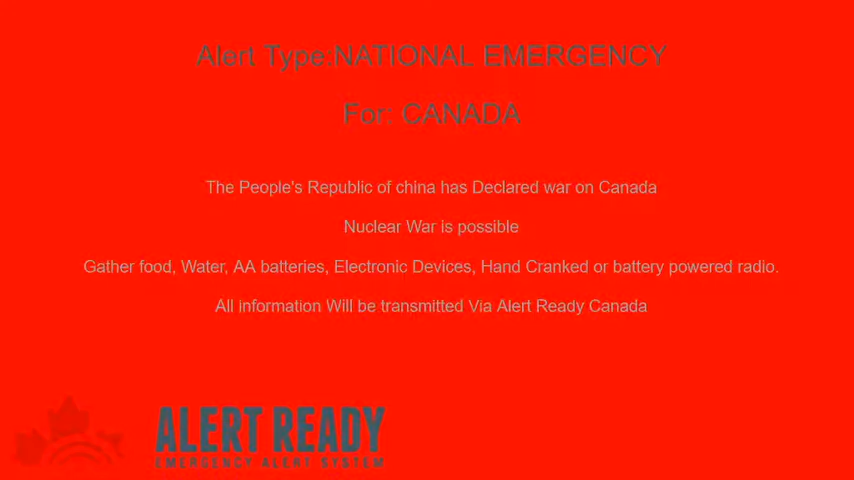 Alert Type:NATIONAL EMERGENCY
For: CANADA
The People's Republic of china has Declared war on Canada
Nuclear War is possible
Gather food, Water, AA batteries, Electronic Devices, Hand Cranked or battery powered radio.
All information Will be transmitted Via Alert Ready Canada
ALERT READY
EMERGENCY ALERT SYSTEM